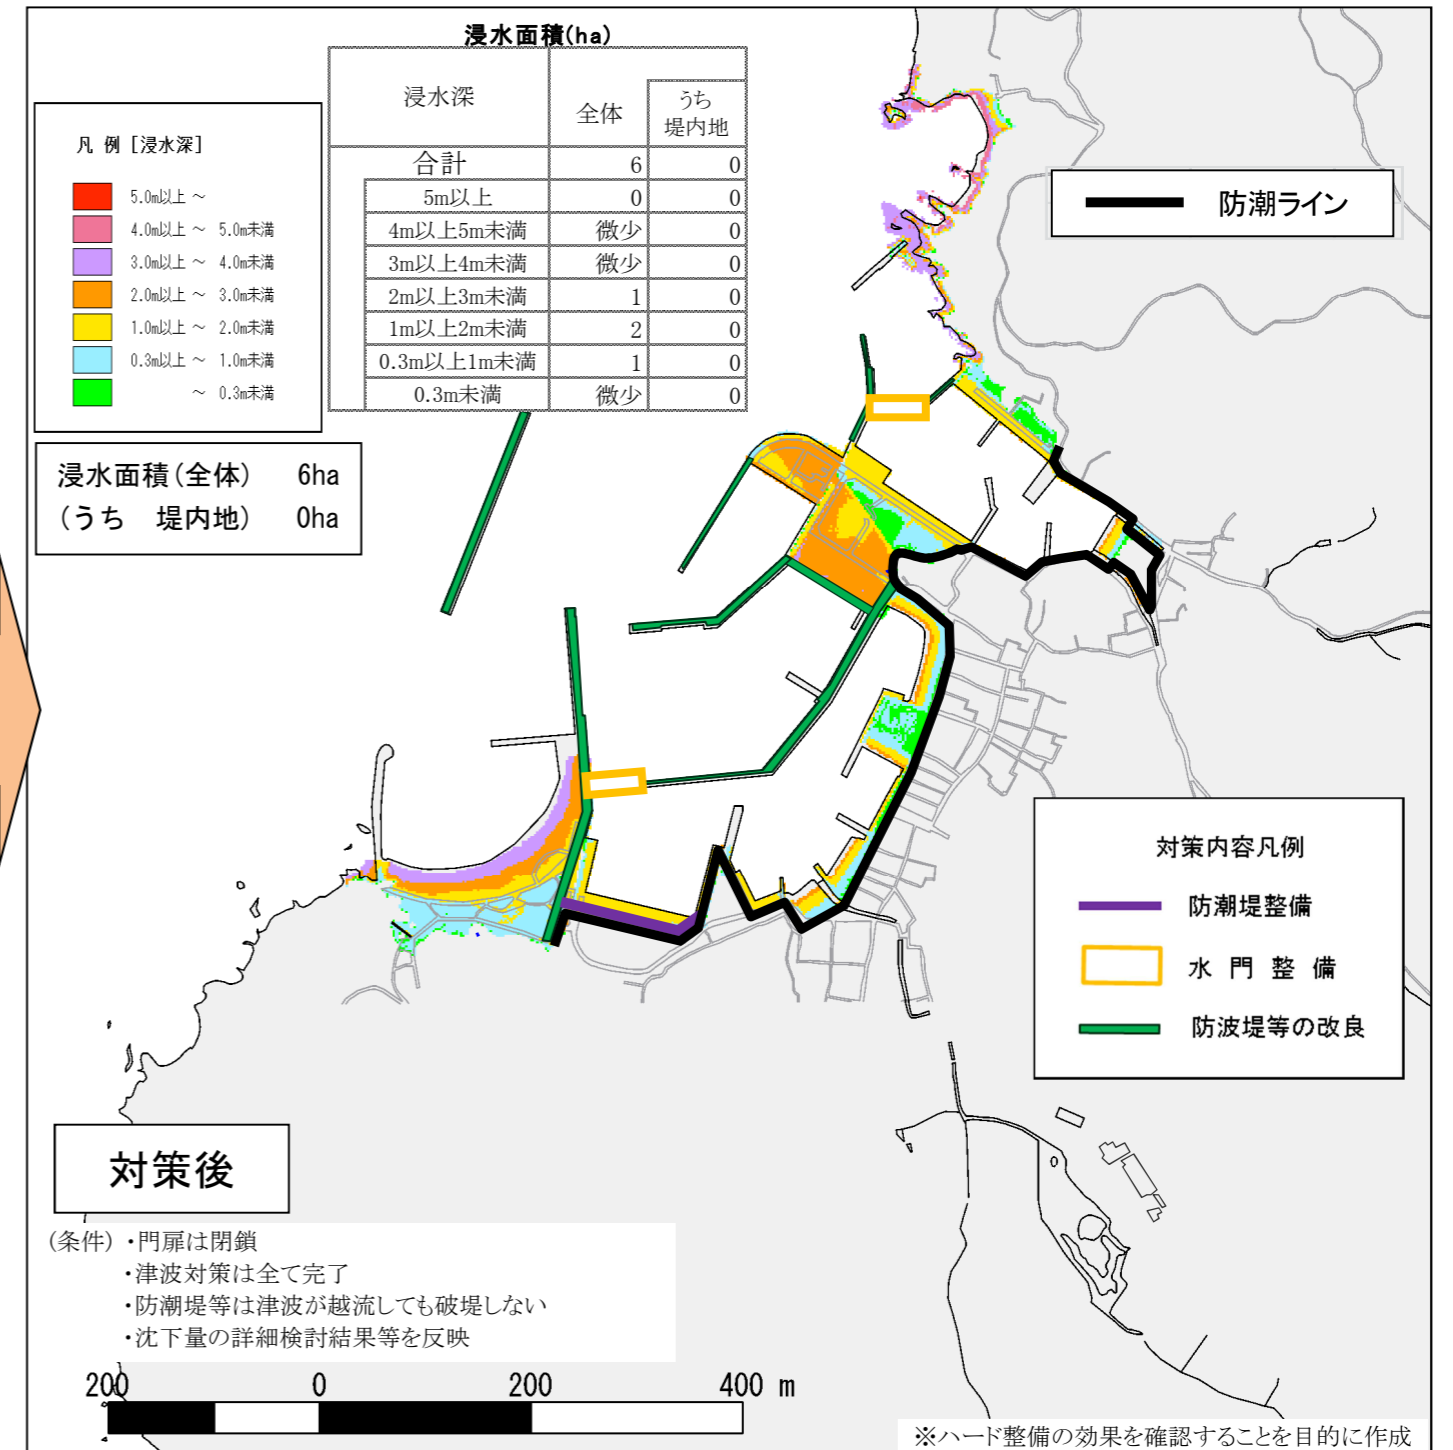 浸水面積(ha)
浸水深 全体 うち堤内地
合計 6 0
5m以上 0 0
4m以上5m未満 微少 0
3m以上4m未満 微少 0
2m以上3m未満 1 0
1m以上2m未満 2 0
0.3m以上1m未満 1 0
0.3m未満 微少 0
凡 例 [浸水深]
5.0m以上 ～
4.0m以上 ～ 5.0m未満
3.0m以上 ～ 4.0m未満
2.0m以上 ～ 3.0m未満
1.0m以上 ～ 2.0m未満
0.3m以上 ～ 1.0m未満
～ 0.3m未満
浸水面積(全体) 6ha
(うち 堤内地) 0ha
防潮ライン
対策内容凡例
防潮堤整備
水 門 整 備
防波堤等の改良
対策後
(条件) ・門扉は閉鎖
・津波対策は全て完了
・防潮堤等は津波が越流しても破堤しない
・沈下量の詳細検討結果等を反映
200 0 200 400 m
※ハード整備の効果を確認することを目的に作成